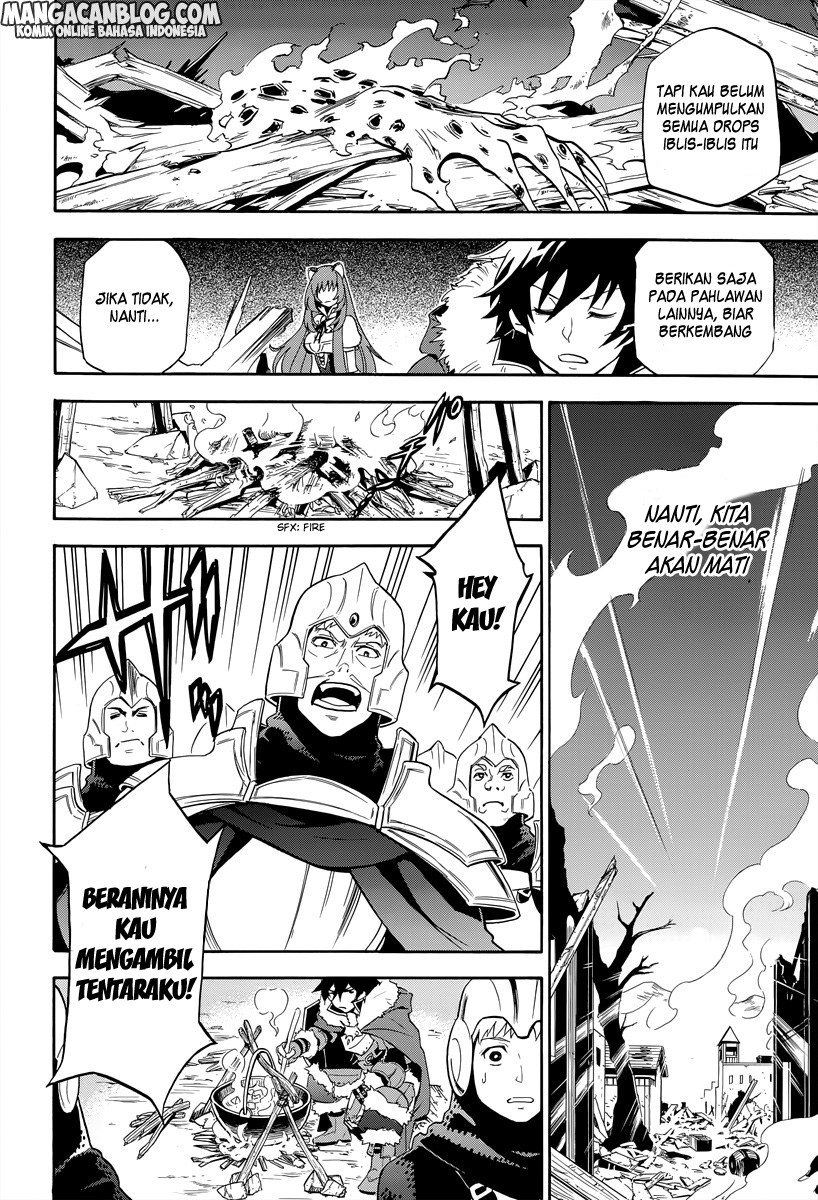 MANGACANBLOG.COM
KOMIK ONLINE BAHASA INDONESIA
TAPI KAU BELUM
MENGUMPULKAN
SEMUA DROPS
IBLIS-IBLIS ITU
BERIKAN SAJA
PADA PAHLAWAN
LAINNYA, BIAR
BERKEMBANG
JIKA TIDAK,
NANTI...
NANTI, KITA
BENAR-BENAR
AKAN MATI
SFX: FIRE
HEY
KAU!
BERANINYA
KAU
MENGAMBIL
TENTARAKU!